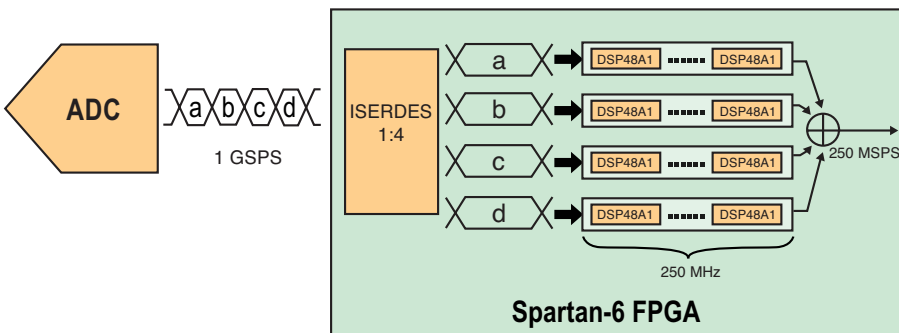 ADC
a b c d
1 GSPS
ISERDES
1:4
a
DSP48A1 ...... DSP48A1
b
DSP48A1 ...... DSP48A1
c
DSP48A1 ...... DSP48A1
d
DSP48A1 ...... DSP48A1
250 MSPS
250 MHz
Spartan-6 FPGA